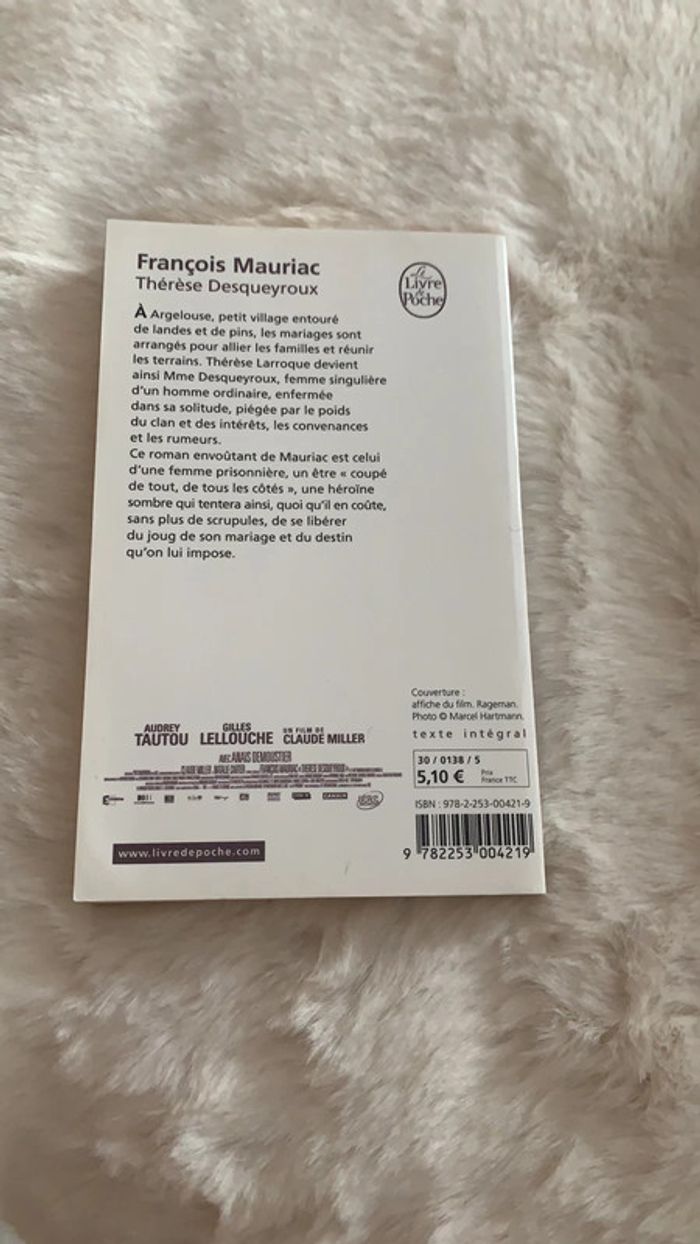 François Mauriac
Thérèse Desqueyroux
Le
Livre
de
Poche
À Argelouse, petit village entouré
de landes et de pins, les mariages sont
arrangés pour allier les familles et réunir
les terrains. Thérèse Larroque devient
ainsi Mme Desqueyroux, femme singulière
d'un homme ordinaire, enfermée
dans sa solitude, piégée par le poids
du clan et des intérêts, les convenances
et les rumeurs.
Ce roman envoûtant de Mauriac est celui
d'une femme prisonnière, un être « coupé
de tout, de tous les côtés », une héroïne
sombre qui tentera ainsi, quoi qu'il en coûte,
sans plus de scrupules, de se libérer
du joug de son mariage et du destin
qu'on lui impose.
Couverture :
affiche du film. Rageman.
Photo © Marcel Hartmann.
texte intégral
AUDREY TAUTOU GILLES LELLOUCHE UN FILM DE CLAUDE MILLER
AVEC ANAÏS DEMOUSTIER
30 / 0138 / 5
5,10 € Prix France TTC
ISBN : 978-2-253-00421-9
9 782253 004219
www.livredepoche.com